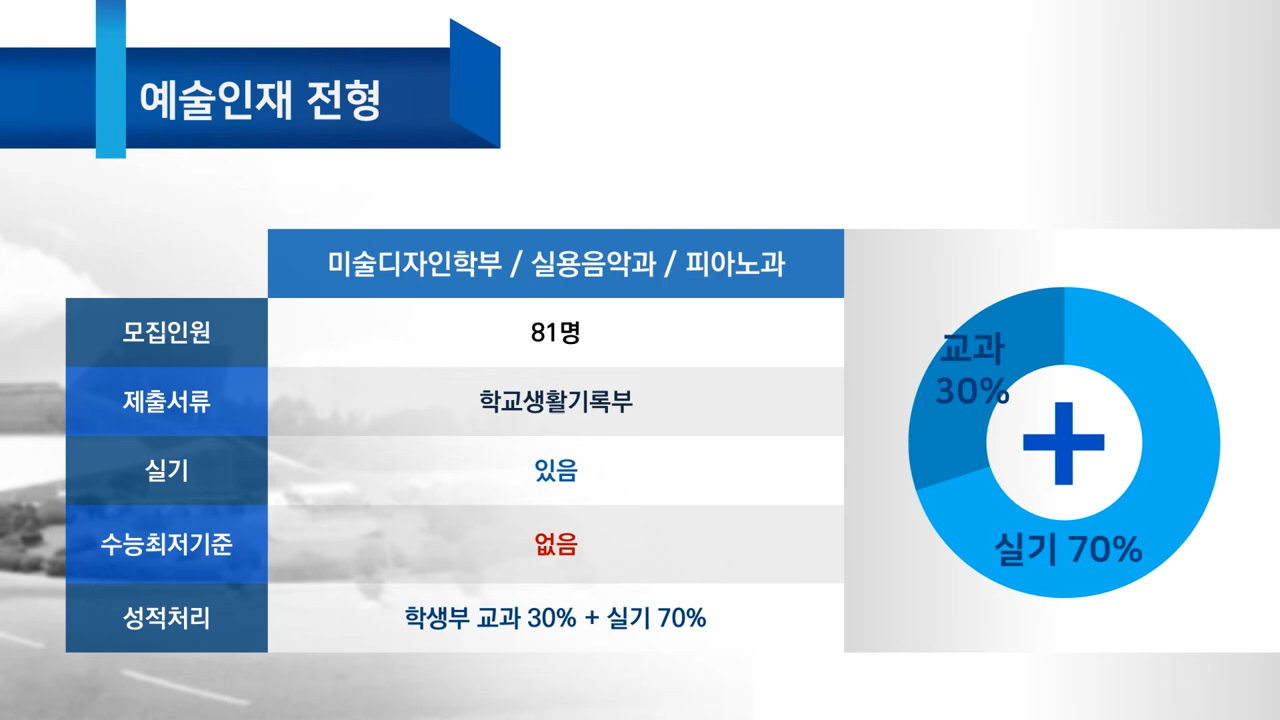 예술인재 전형
미술디자인학부 / 실용음악과 / 피아노과
모집인원
81명
제출서류
학교생활기록부
실기
있음
수능최저기준
없음
성적처리
학생부 교과 30% + 실기 70%
교과
30%
+
실기 70%